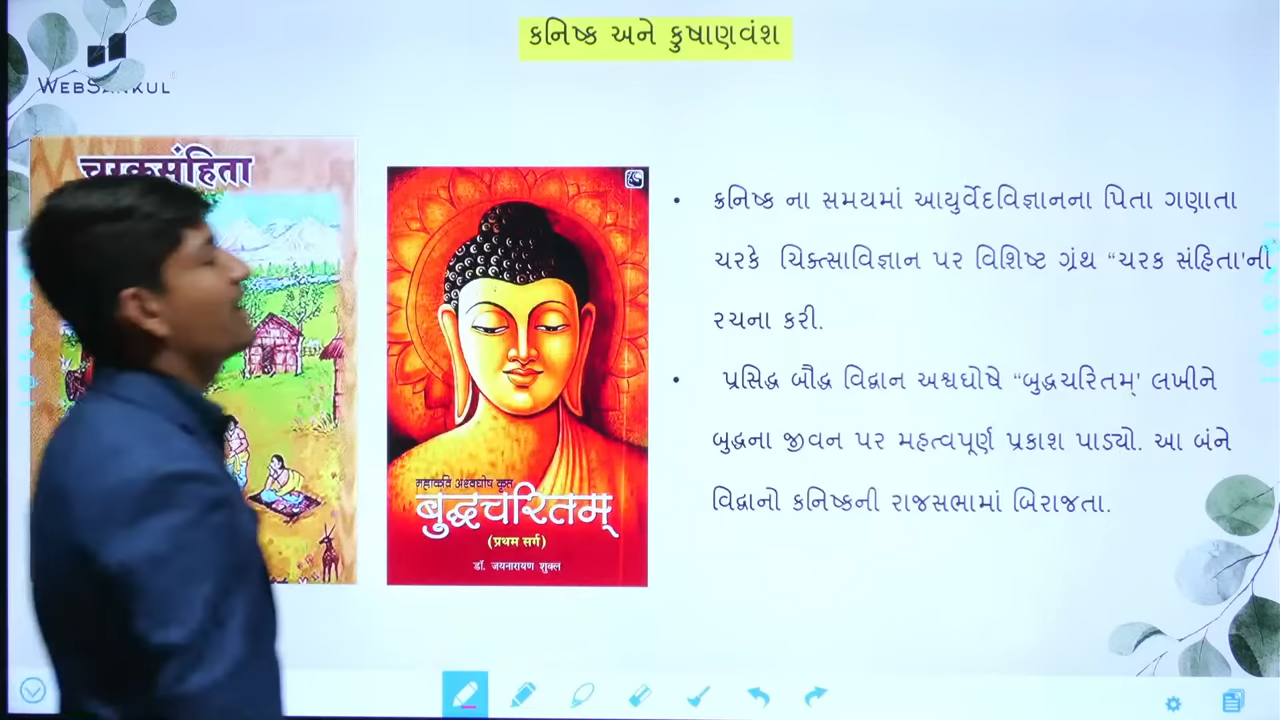 કનિષ્ક અને કુષાણવંશ
WEBSANKUL
चरकसंहिता
કનિષ્ક ના સમયમાં આયુર્વેદવિજ્ઞાનના પિતા ગણાતા
ચરકે ચિક્ત્સાવિજ્ઞાન પર વિશિષ્ટ ગ્રંથ “ચરક સંહિતા'ની
રચના કરી.
પ્રસિદ્ધ બૌદ્ધ વિદ્વાન અશ્વઘોષે “બુદ્ધચરિતમ્' લખીને
બુદ્ધના જીવન પર મહત્વપૂર્ણ પ્રકાશ પાડ્યો. આ બંને
વિદ્વાનો કનિષ્કની રાજસભામાં બિરાજતા.
महाकवि अश्वघोष कृत
बुद्धचरितम्
(प्रथम सर्ग)
डॉ. जयनारायण शुक्ल